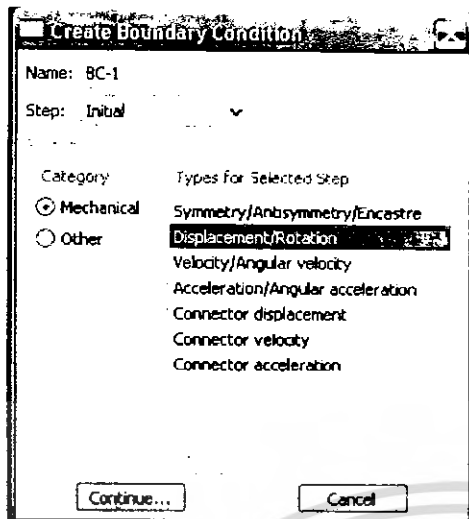 Create Boundary Condition
Name: BC-1
Step: Initial
Category
Types for Selected Step
Mechanical
Other
Symmetry/Antisymmetry/Encastre
Displacement/Rotation
Velocity/Angular velocity
Acceleration/Angular acceleration
Connector displacement
Connector velocity
Connector acceleration
Continue...
Cancel